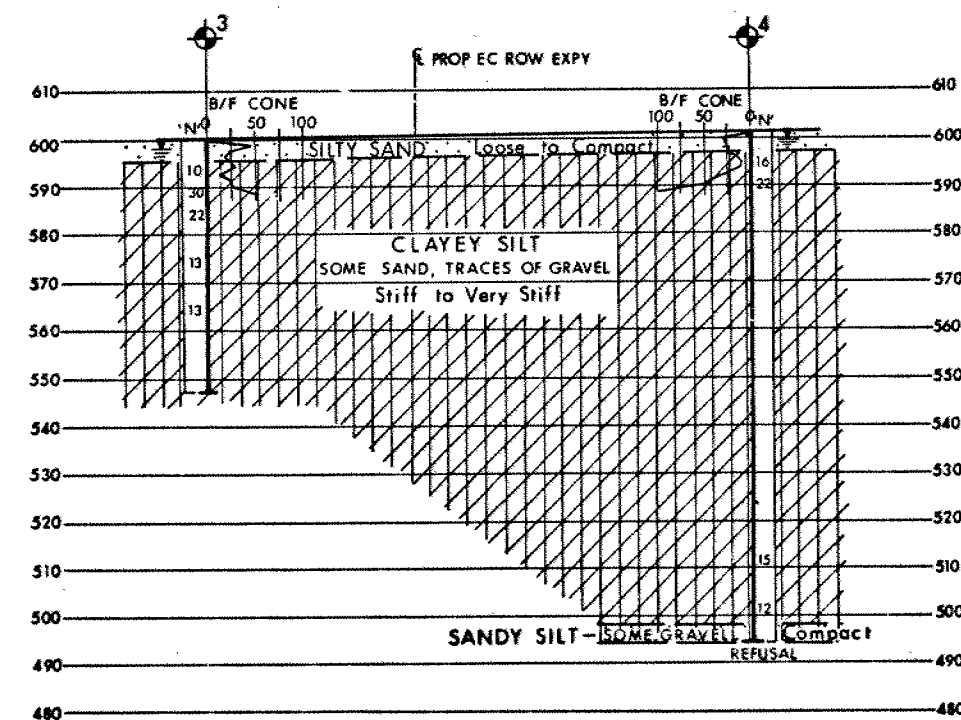 3 4
℄ PROP EC ROW EXPY
610 610
B/F CONE B/F CONE
'N' 0 50 100 100 50 0 'N'
600 SILTY SAND Loose to Compact 600
10 16
590 30 22 590
22
580 CLAYEY SILT 580
13 SOME SAND, TRACES OF GRAVEL
570 570
Stiff to Very Stiff
13
560 560
550 550
540 540
530 530
520 520
510 15 510
500 12 500
SANDY SILT- SOME GRAVEL Compact
REFUSAL
490 490
480 480